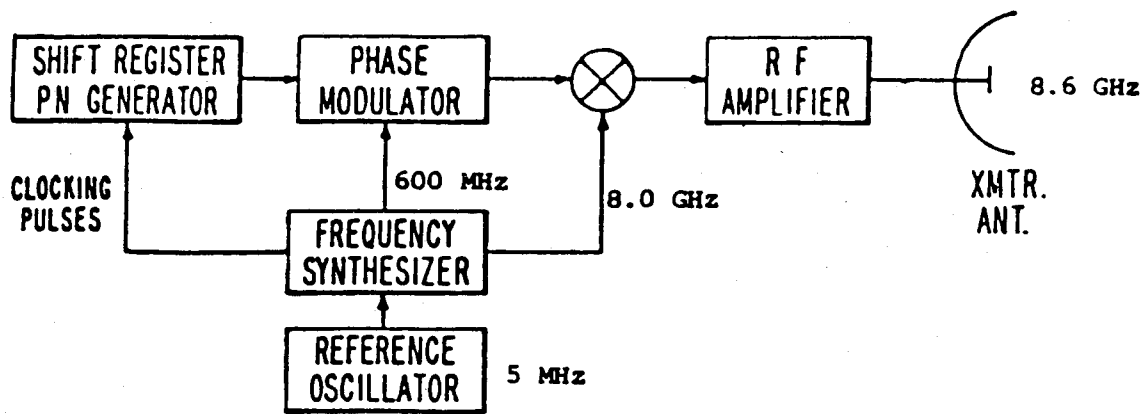 SHIFT REGISTER
PN GENERATOR
PHASE
MODULATOR
R F
AMPLIFIER
8.6 GHz
CLOCKING
PULSES
600 MHz
8.0 GHz
XMTR.
ANT.
FREQUENCY
SYNTHESIZER
REFERENCE
OSCILLATOR
5 MHz